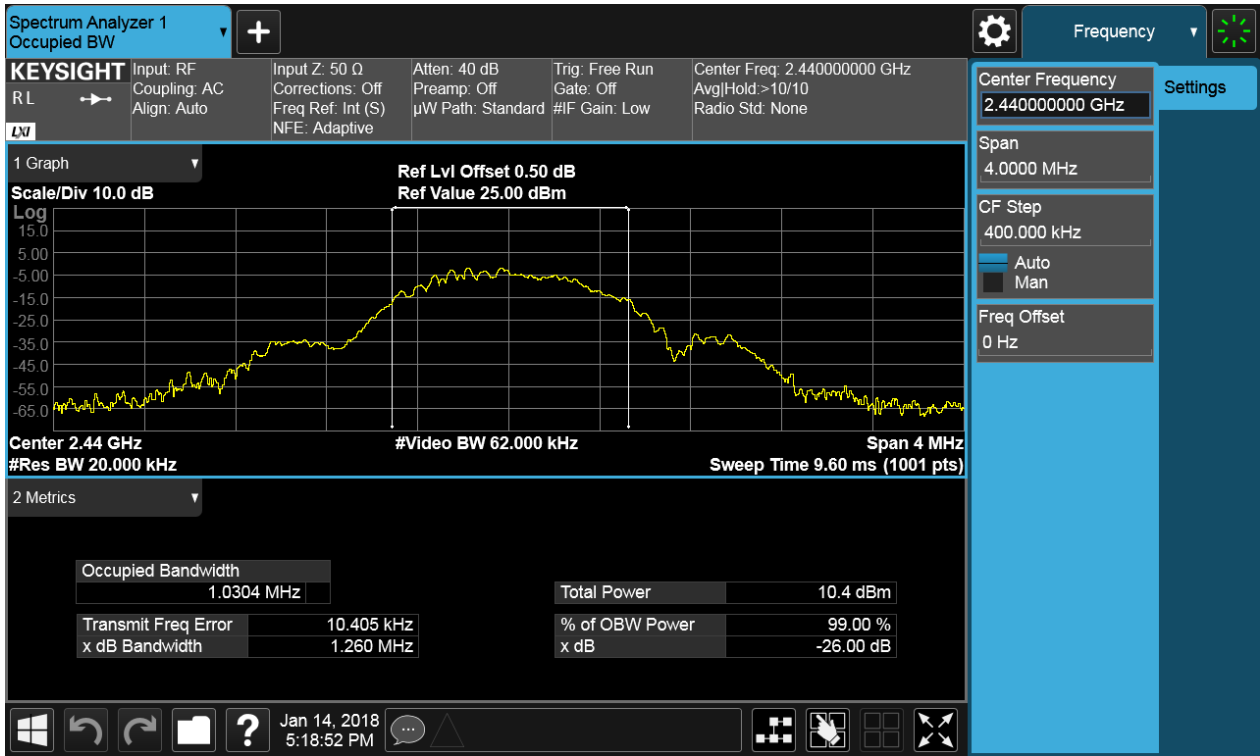 Spectrum Analyzer 1
Occupied BW
+
Frequency
KEYSIGHT
RL
LXI
Input: RF
Coupling: AC
Align: Auto
Input Z: 50 Ω
Corrections: Off
Freq Ref: Int (S)
NFE: Adaptive
Atten: 40 dB
Preamp: Off
µW Path: Standard
Trig: Free Run
Gate: Off
#IF Gain: Low
Center Freq: 2.440000000 GHz
Avg|Hold:>10/10
Radio Std: None
Center Frequency
2.440000000 GHz
Settings
Span
4.0000 MHz
CF Step
400.000 kHz
Auto
Man
Freq Offset
0 Hz
1 Graph
Scale/Div 10.0 dB
Ref Lvl Offset 0.50 dB
Ref Value 25.00 dBm
Log
15.0
5.00
-5.00
-15.0
-25.0
-35.0
-45.0
-55.0
-65.0
Center 2.44 GHz
#Video BW 62.000 kHz
Span 4 MHz
#Res BW 20.000 kHz
Sweep Time 9.60 ms (1001 pts)
2 Metrics
Occupied Bandwidth
1.0304 MHz
Total Power 10.4 dBm
Transmit Freq Error 10.405 kHz
% of OBW Power 99.00 %
x dB Bandwidth 1.260 MHz
x dB -26.00 dB
?
Jan 14, 2018
5:18:52 PM